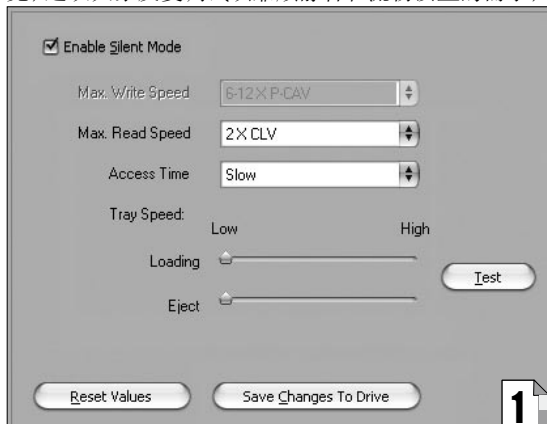 Enable Silent Mode
Max. Write Speed 6-12X P-CAV
Max. Read Speed 2X CLV
Access Time Slow
Tray Speed:
Low High
Loading
Test
Eject
Reset Values Save Changes To Drive
1